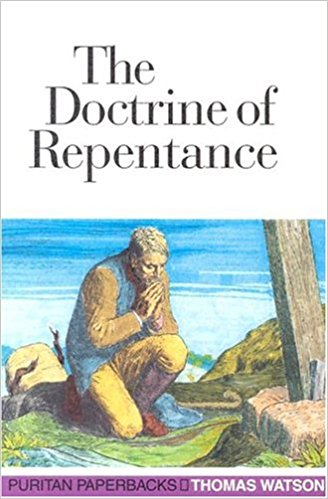 The
Doctrine of
Repentance
PURITAN PAPERBACKS▯THOMAS WATSON